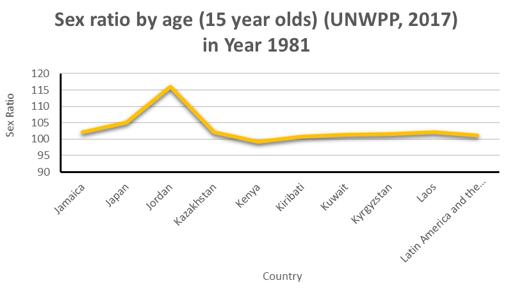 Sex ratio by age (15 year olds) (UNWPP, 2017)
in Year 1981
120
115
110
105
100
95
90
Sex Ratio
Jamaica
Japan
Jordan
Kazakhstan
Kenya
Kiribati
Kuwait
Kyrgyzstan
Laos
Latin America and the...
Country